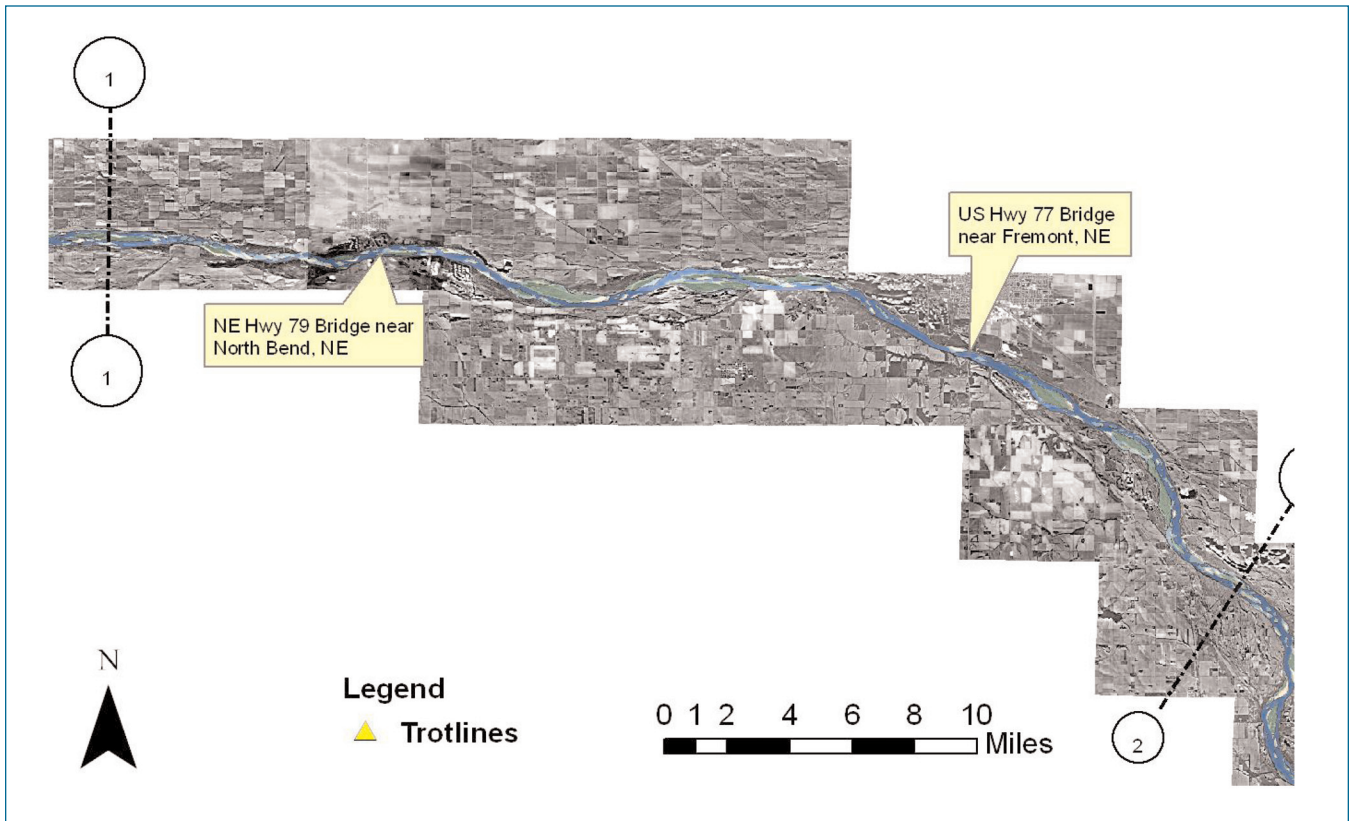 1
US Hwy 77 Bridge
near Fremont, NE
NE Hwy 79 Bridge near
North Bend, NE
1
N
Legend
Trotlines
0 1 2 4 6 8 10
Miles
2